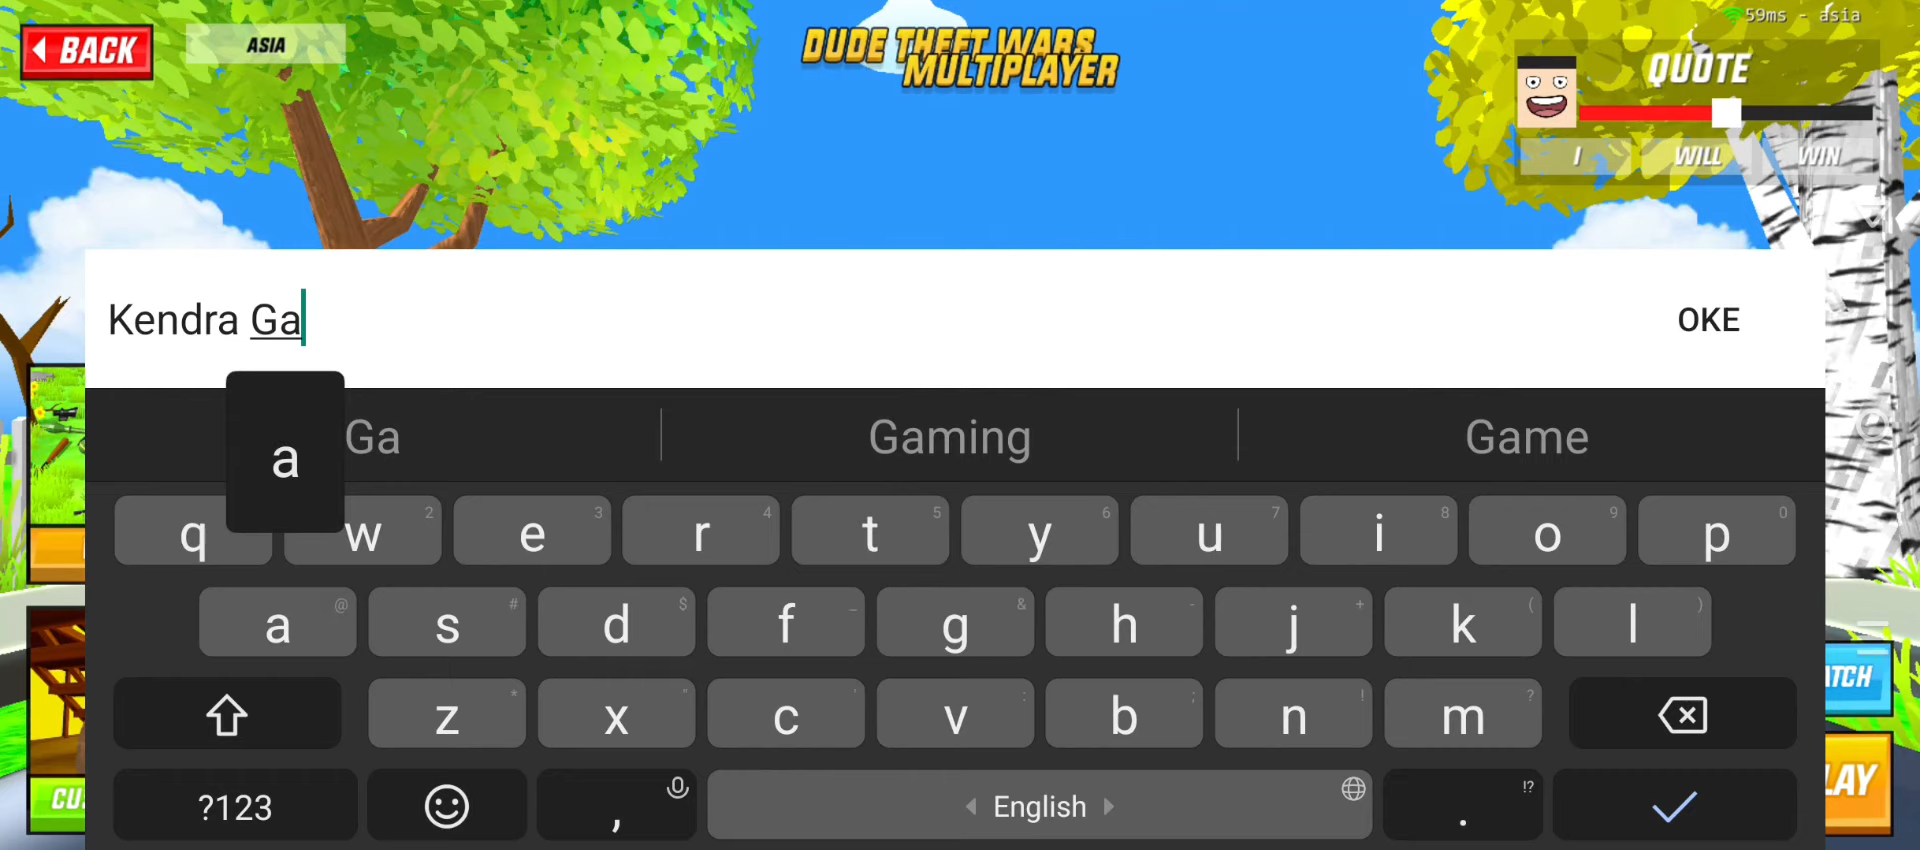 BACK
ASIA
DUDE THEFT WARS
MULTIPLAYER
59ms - asia
QUOTE
I WILL WIN
Kendra Ga
OKE
a
Ga Gaming Game
q w 2 e 3 r 4 t 5 y 6 u 7 i 8 o 9 p 0
a @ s # d $ f _ g & h - j + k ( l )
z * x " c ' v : b ; n ! m ?
?123 , English . !?